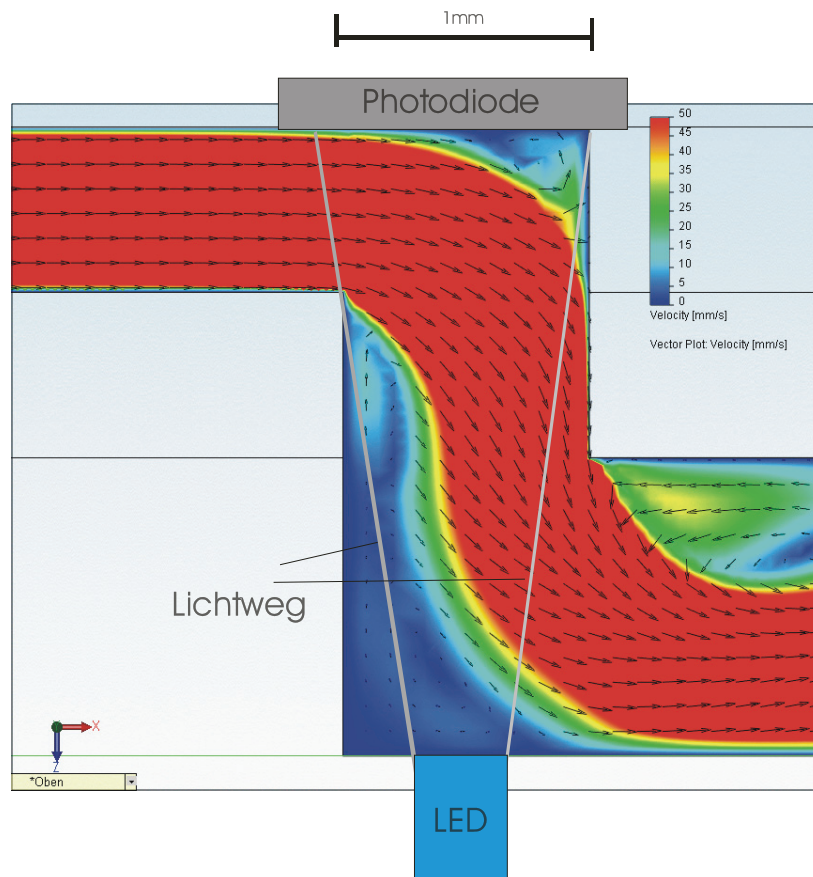 1mm
Photodiode
50
45
40
35
30
25
20
15
10
5
0
Velocity [mm/s]
Vector Plot: Velocity [mm/s]
Lichtweg
X
Z
*Oben
LED